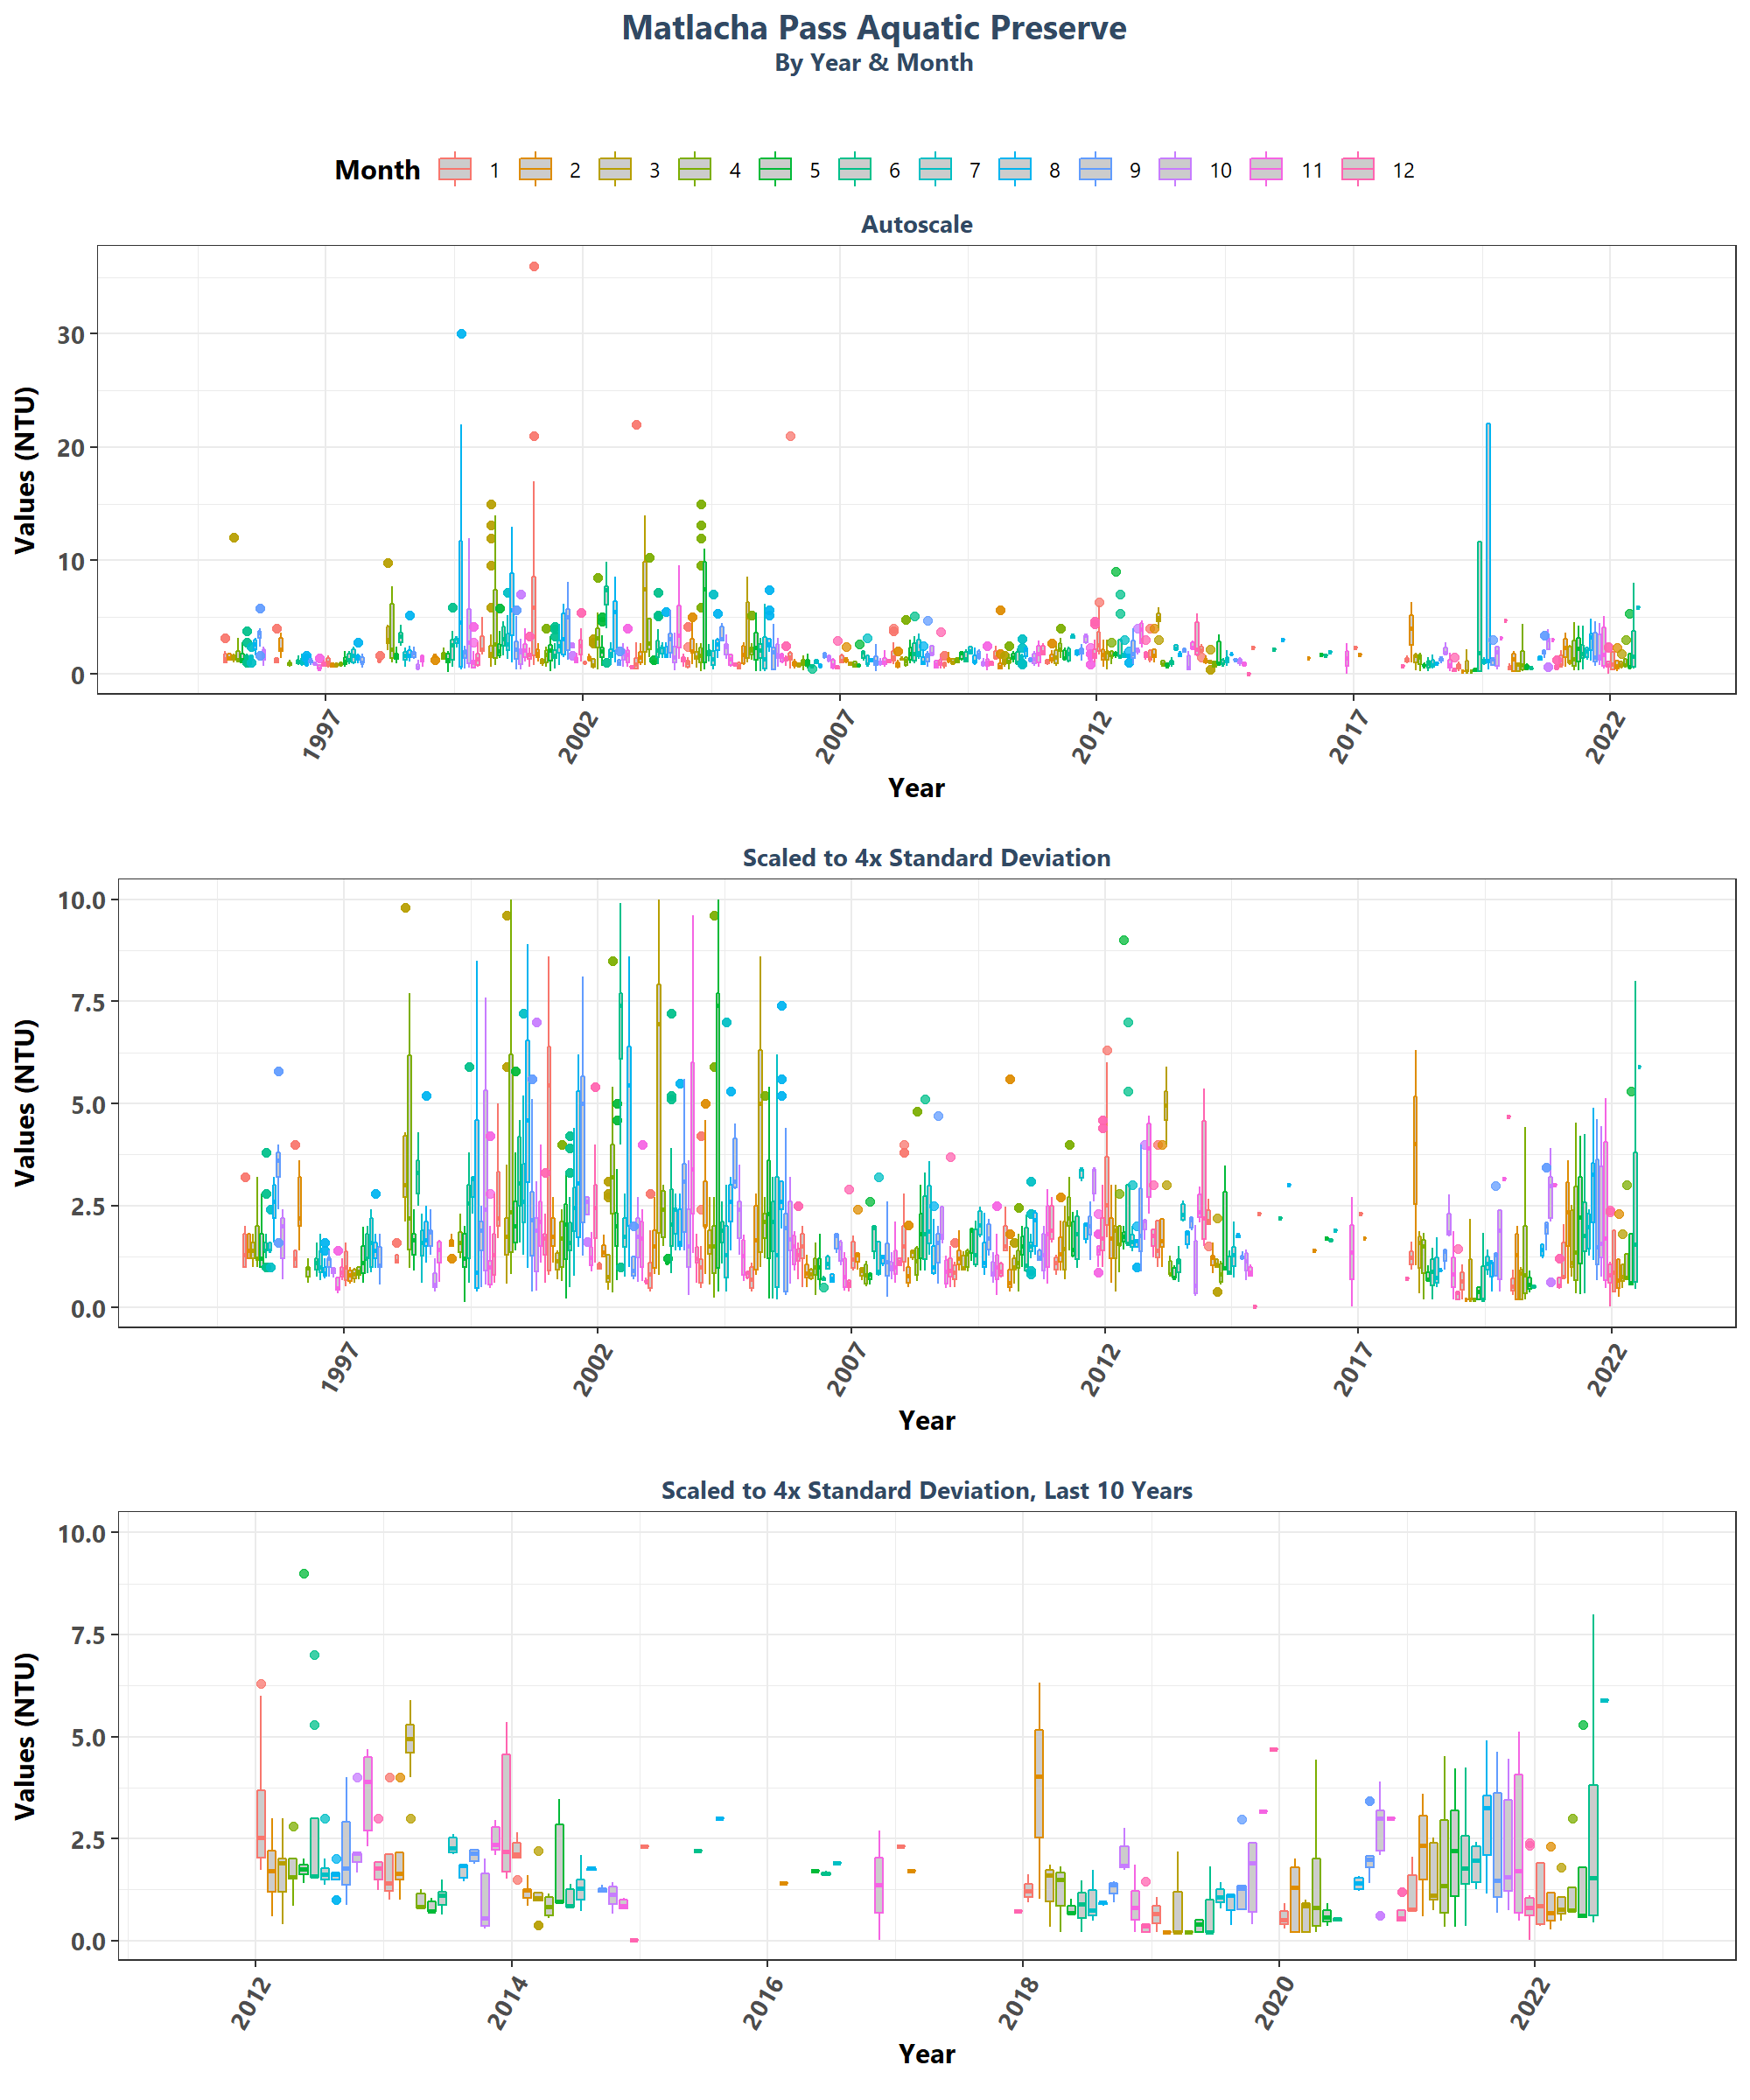 Matlacha Pass Aquatic Preserve
By Year & Month
Month 1 2 3 4 5 6 7 8 9 10 11 12
Autoscale
Values (NTU)
30
20
10
0
1997 2002 2007 2012 2017 2022
Year
Scaled to 4x Standard Deviation
Values (NTU)
10.0
7.5
5.0
2.5
0.0
1997 2002 2007 2012 2017 2022
Year
Scaled to 4x Standard Deviation, Last 10 Years
Values (NTU)
10.0
7.5
5.0
2.5
0.0
2012 2014 2016 2018 2020 2022
Year